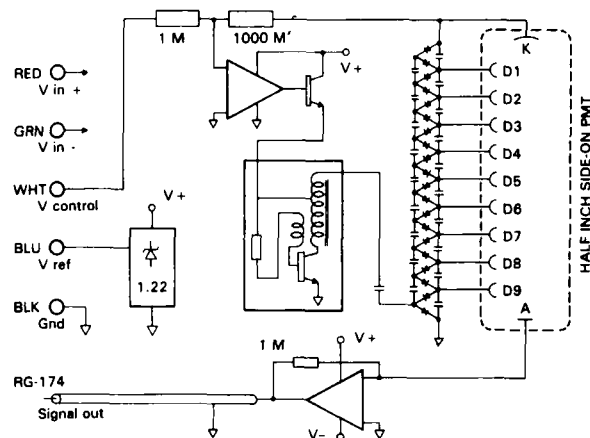 1 M
1000 M'
V+
K
RED
V in +
GRN
V in -
WHT
V control
V+
BLU
V ref
1.22
BLK
Gnd
D1
D2
D3
D4
D5
D6
D7
D8
D9
A
HALF INCH SIDE-ON PMT
1 M
V+
V-
RG-174
Signal out